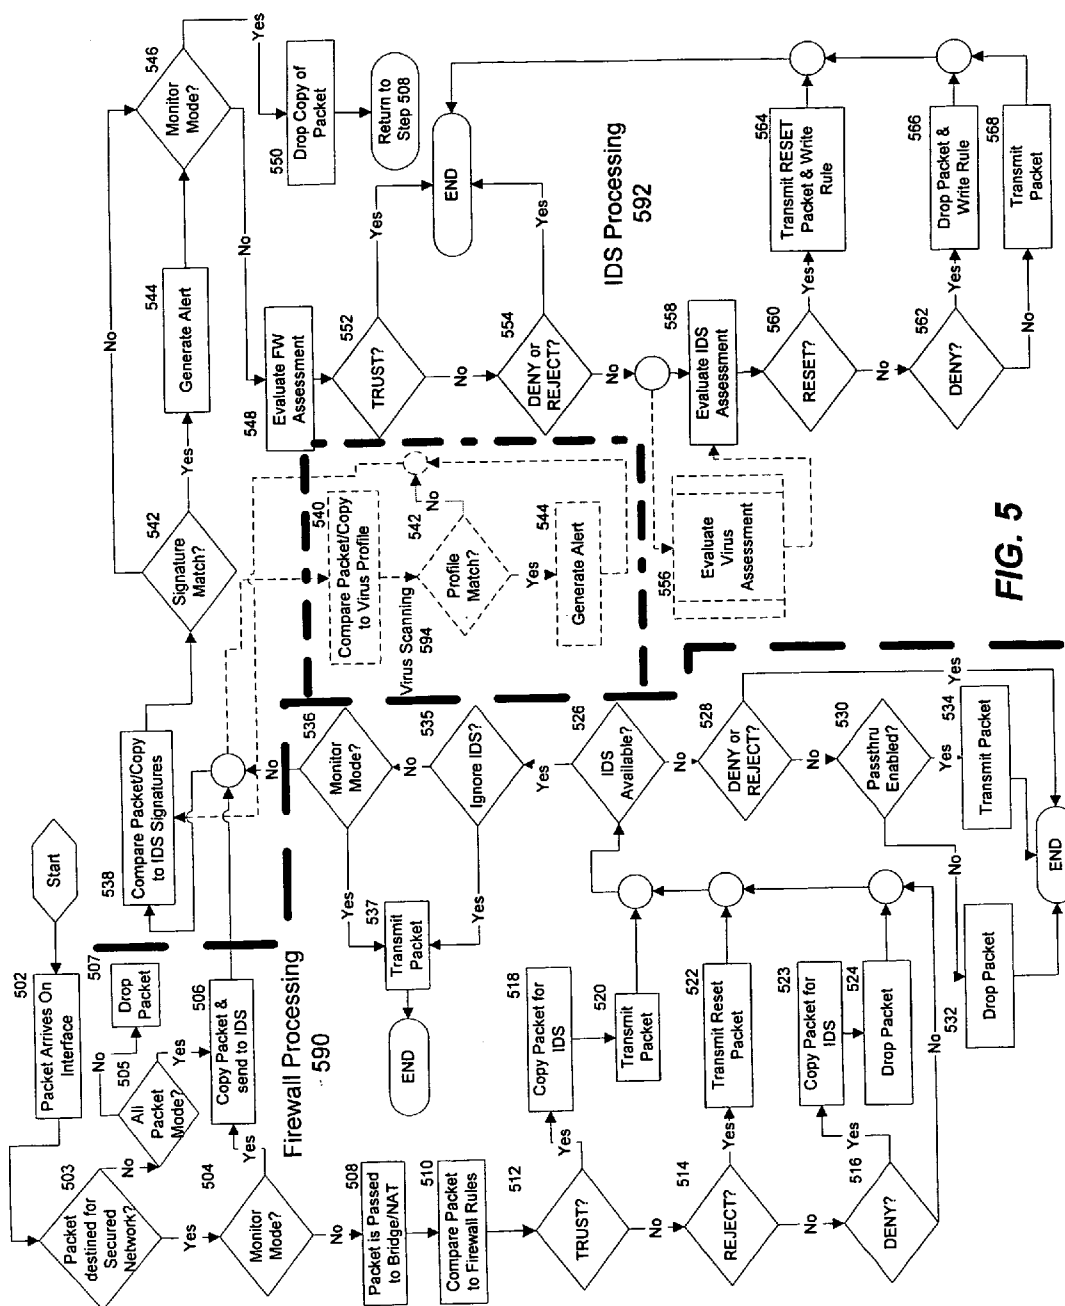 Start
502
Packet Arrives On
Interface
503
Packet
destined for
Secured
Network?
No
505
All
Packet
Mode?
No
507
Drop
Packet
Yes
506
Copy Packet &
send to IDS
Yes
504
Monitor
Mode?
Yes
No
508
Packet is Passed
to Bridge/NAT
510
Compare Packet
to Firewall Rules
512
TRUST?
Yes
518
Copy Packet for
IDS
520
Transmit
Packet
No
514
REJECT?
Yes
522
Transmit Reset
Packet
No
516
DENY?
Yes
523
Copy Packet for
IDS
524
Drop Packet
No
Firewall Processing
590
526
IDS
Available?
Yes
No
528
DENY or
REJECT?
Yes
No
530
Passthru
Enabled?
Yes
534
Transmit Packet
No
532
Drop Packet
END
535
Ignore IDS?
Yes
No
536
Monitor
Mode?
Yes
No
537
Transmit
Packet
END
538
Compare Packet/Copy
to IDS Signatures
542
Signature
Match?
No
Yes
544
Generate Alert
546
Monitor
Mode?
Yes
550
Drop Copy of
Packet
Return to
Step 508
No
548
Evaluate FW
Assessment
552
TRUST?
Yes
No
554
DENY or
REJECT?
Yes
No
END
IDS Processing
592
540
Compare Packet/Copy
to Virus Profile
Virus Scanning
594
542
Profile
Match?
No
Yes
544
Generate Alert
556
Evaluate
Virus
Assessment
558
Evaluate IDS
Assessment
560
RESET?
Yes
564
Transmit RESET
Packet & Write
Rule
No
562
DENY?
Yes
566
Drop Packet &
Write Rule
No
568
Transmit
Packet
FIG. 5